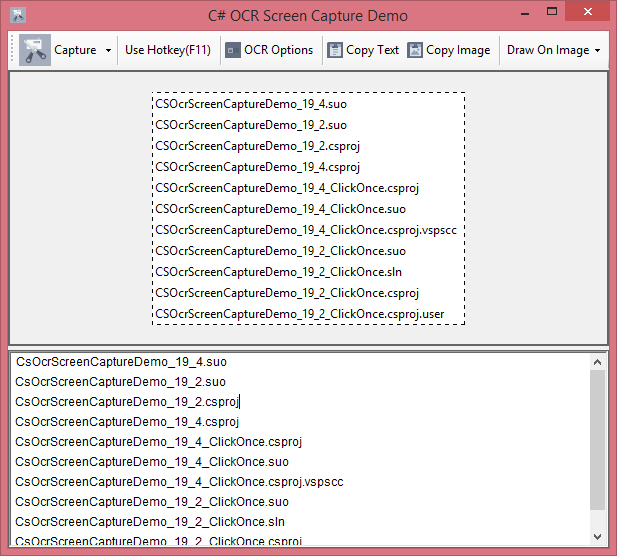 C# OCR Screen Capture Demo
Capture Use Hotkey(F11) OCR Options Copy Text Copy Image Draw On Image
CSOcrScreenCaptureDemo_19_4.suo
CSOcrScreenCaptureDemo_19_2.suo
CSOcrScreenCaptureDemo_19_2.csproj
CSOcrScreenCaptureDemo_19_4.csproj
CSOcrScreenCaptureDemo_19_4_ClickOnce.csproj
CSOcrScreenCaptureDemo_19_4_ClickOnce.suo
CSOcrScreenCaptureDemo_19_4_ClickOnce.csproj.vspscc
CSOcrScreenCaptureDemo_19_2_ClickOnce.suo
CSOcrScreenCaptureDemo_19_2_ClickOnce.sln
CSOcrScreenCaptureDemo_19_2_ClickOnce.csproj
CSOcrScreenCaptureDemo_19_2_ClickOnce.csproj.user
CsOcrScreenCaptureDemo_19_4.suo
CsOcrScreenCaptureDemo_19_2.suo
CsOcrScreenCaptureDemo_19_2.csproj
CsOcrScreenCaptureDemo_19_4.csproj
CsOcrScreenCaptureDemo_19_4_ClickOnce.csproj
CsOcrScreenCaptureDemo_19_4_ClickOnce.suo
CsOcrScreenCaptureDemo_19_4_ClickOnce.csproj.vspscc
CsOcrScreenCaptureDemo_19_2_ClickOnce.suo
CsOcrScreenCaptureDemo_19_2_ClickOnce.sln
CsOcrScreenCaptureDemo_19_2_ClickOnce.csproj